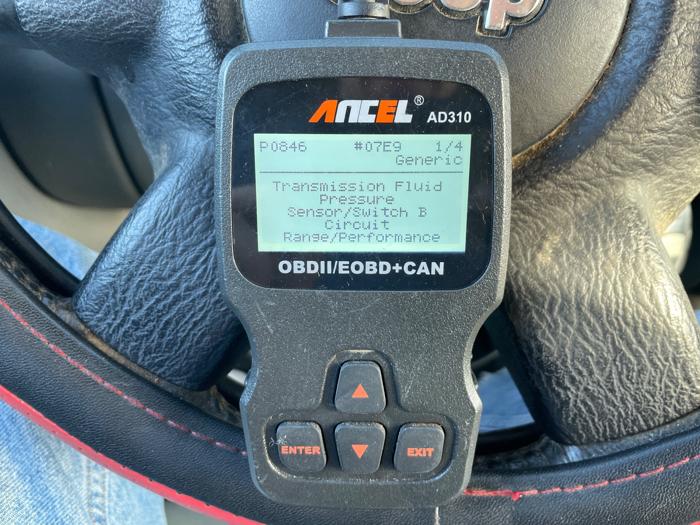 Jeep
ANCEL®
AD310
P0846 #07E9 1/4
Generic
Transmission Fluid
Pressure
Sensor/Switch B
Circuit
Range/Performance
OBDII/EOBD+CAN
ENTER
EXIT